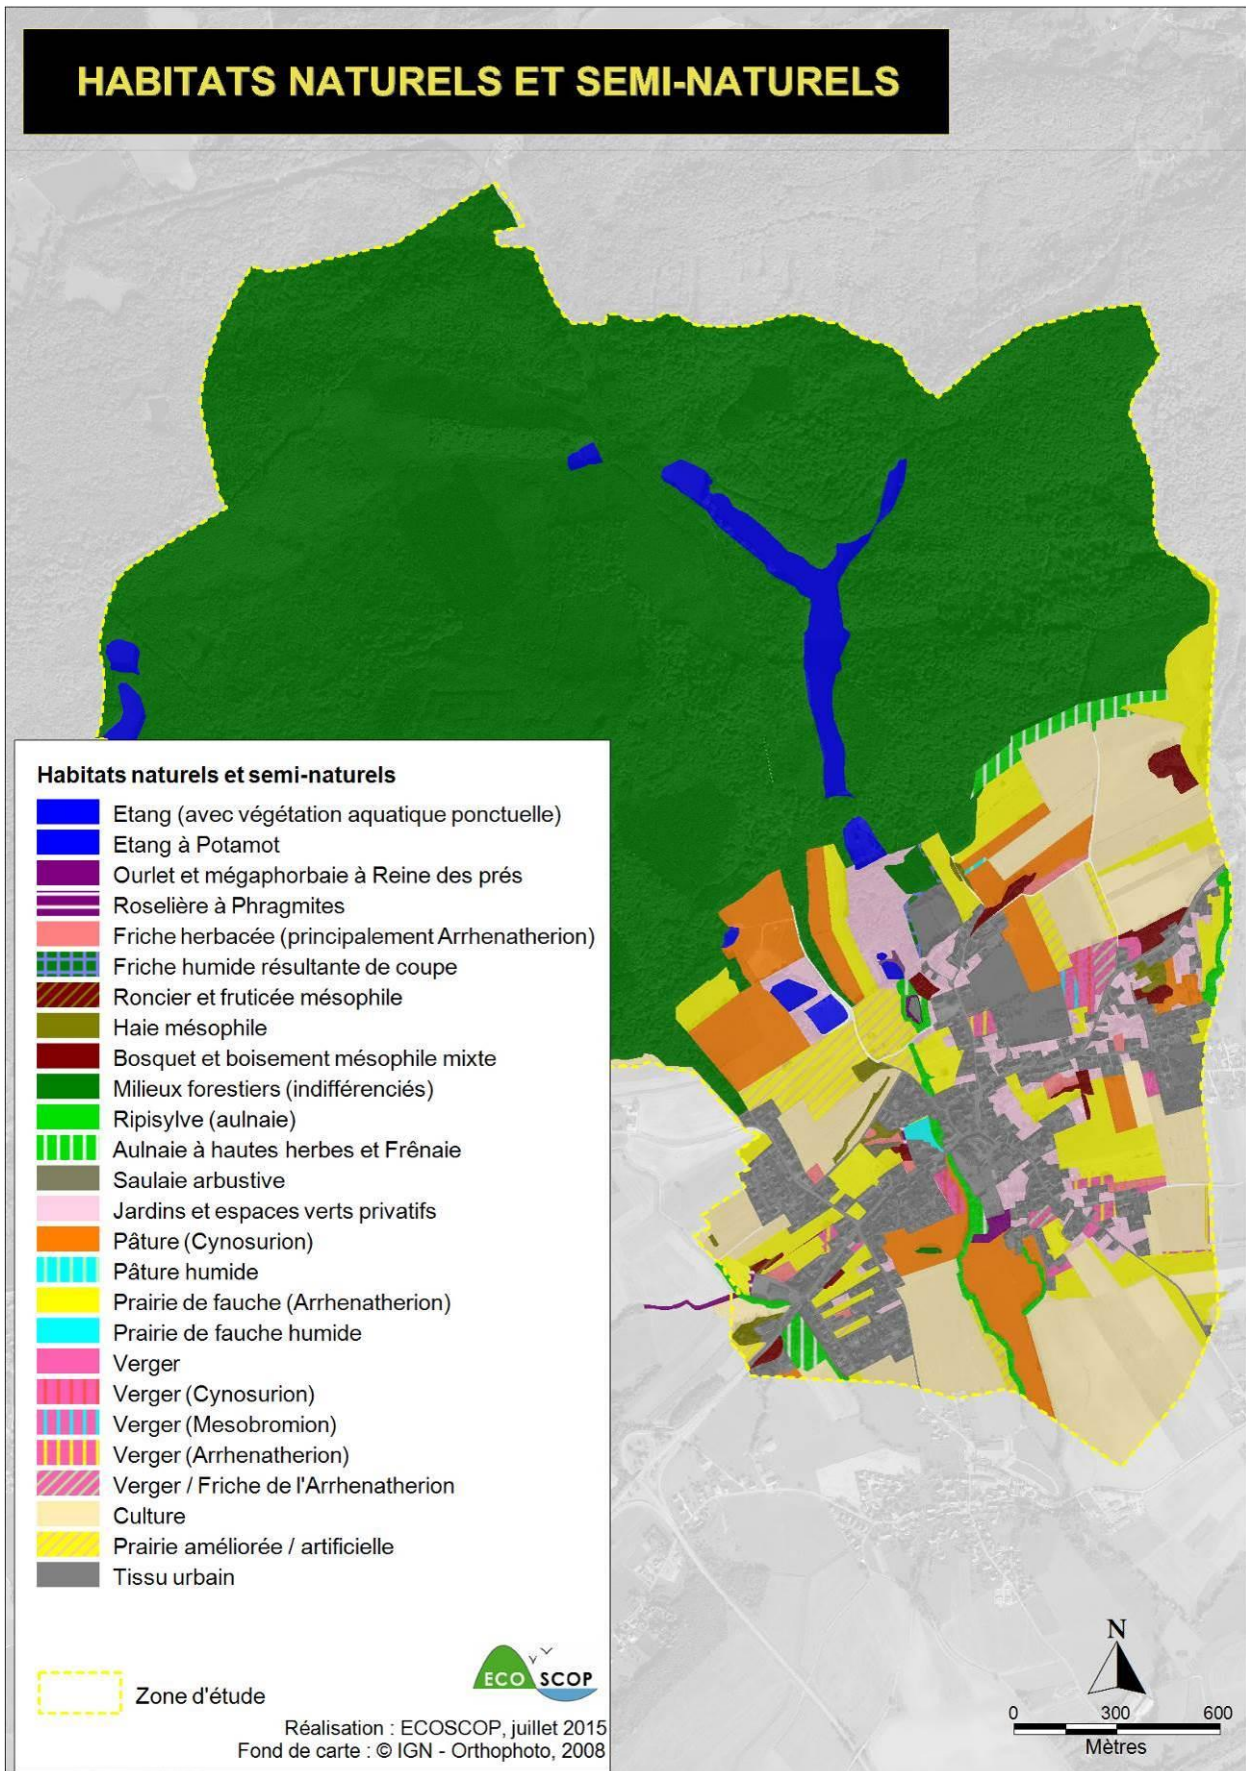 HABITATS NATURELS ET SEMI-NATURELS
Habitats naturels et semi-naturels
Etang (avec végétation aquatique ponctuelle)
Etang à Potamot
Ourlet et mégaphorbaie à Reine des prés
Roselière à Phragmites
Friche herbacée (principalement Arrhenatherion)
Friche humide résultante de coupe
Roncier et fruticée mésophile
Haie mésophile
Bosquet et boisement mésophile mixte
Milieux forestiers (indifférenciés)
Ripisylve (aulnaie)
Aulnaie à hautes herbes et Frênaie
Saulaie arbustive
Jardins et espaces verts privatifs
Pâture (Cynosurion)
Pâture humide
Prairie de fauche (Arrhenatherion)
Prairie de fauche humide
Verger
Verger (Cynosurion)
Verger (Mesobromion)
Verger (Arrhenatherion)
Verger / Friche de l'Arrhenatherion
Culture
Prairie améliorée / artificielle
Tissu urbain
Zone d'étude
ECO SCOP
Réalisation : ECOSCOP, juillet 2015
Fond de carte : © IGN - Orthophoto, 2008
N
0 300 600
Mètres